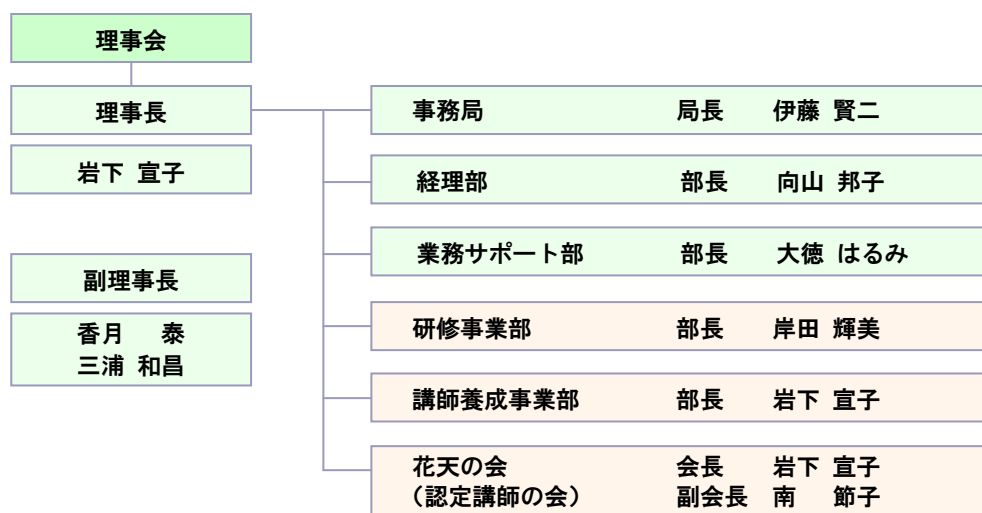 理事会
理事長
岩下 宣子
副理事長
香月 泰
三浦 和昌
事務局 局長 伊藤 賢二
経理部 部長 向山 邦子
業務サポート部 部長 大徳 はるみ
研修事業部 部長 岸田 輝美
講師養成事業部 部長 岩下 宣子
花天の会 会長 岩下 宣子
（認定講師の会） 副会長 南 節子